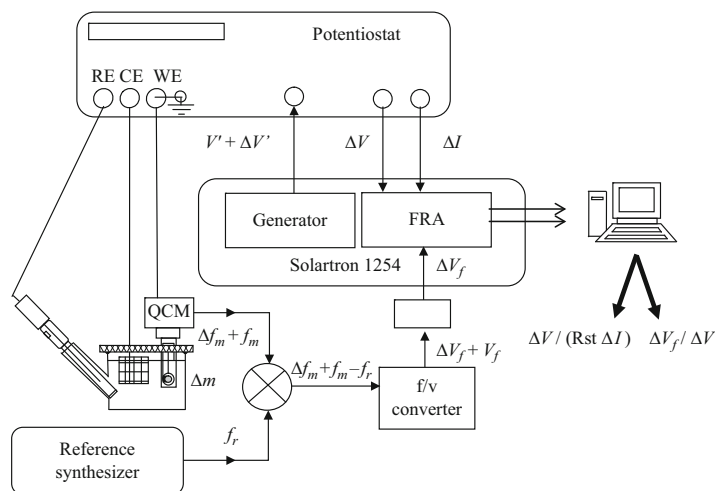 Potentiostat
RE CE WE
V' + ΔV' ΔV ΔI
Generator FRA
Solartron 1254 ΔV_f
QCM
Δf_m + f_m
ΔV / (Rst ΔI ) ΔV_f / ΔV
ΔV_f + V_f
Δm
Δf_m + f_m – f_r
f/v
converter
f_r
Reference
synthesizer